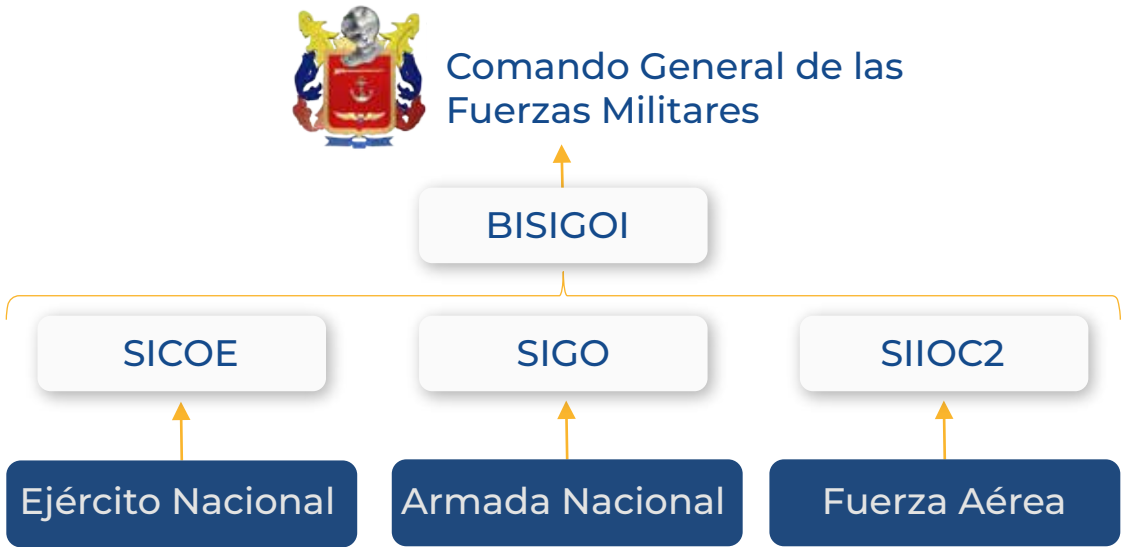 Comando General de las
Fuerzas Militares
BISIGOI
SICOE
SIGO
SIIOC2
Ejército Nacional
Armada Nacional
Fuerza Aérea